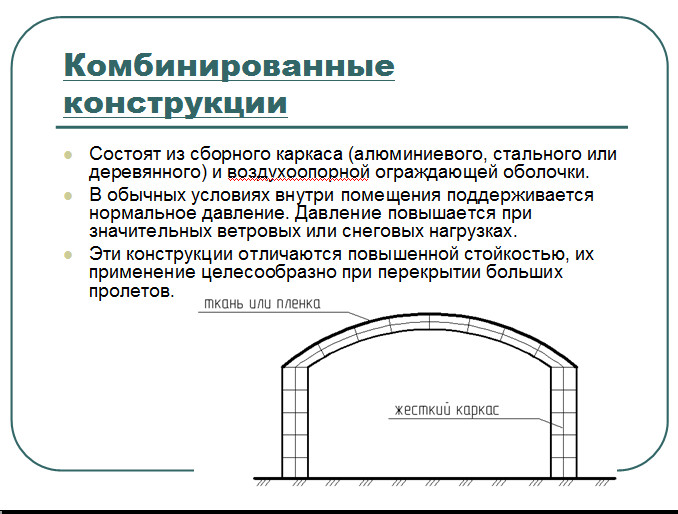 Комбинированные
конструкции
Состоят из сборного каркаса (алюминиевого, стального или
деревянного) и воздухоопорной ограждающей оболочки.
В обычных условиях внутри помещения поддерживается
нормальное давление. Давление повышается при
значительных ветровых или снеговых нагрузках.
Эти конструкции отличаются повышенной стойкостью, их
применение целесообразно при перекрытии больших
пролетов.
ткань или пленка
жесткий каркас